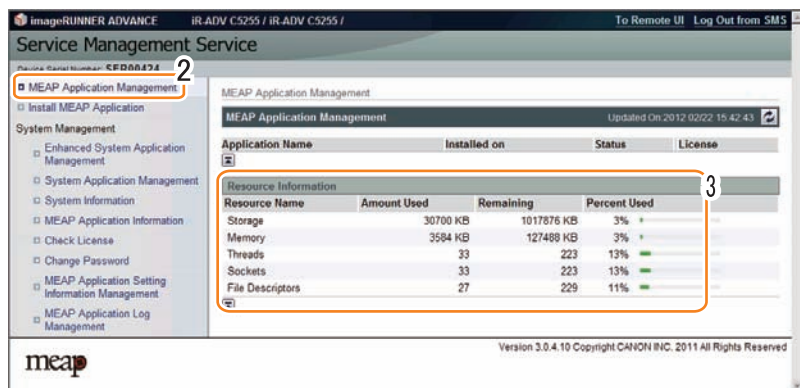 imageRUNNER ADVANCE iR-ADV C5255 / iR-ADV C5255 / To Remote UI Log Out from SMS
Service Management Service
Device Serial Number: SER00424
2
MEAP Application Management
Install MEAP Application
System Management
Enhanced System Application
Management
System Application Management
System Information
MEAP Application Information
Check License
Change Password
MEAP Application Setting
Information Management
MEAP Application Log
Management
MEAP Application Management
MEAP Application Management Updated On:2012 02/22 15:42:43
Application Name Installed on Status License
3
Resource Information
Resource Name Amount Used Remaining Percent Used
Storage 30700 KB 1017876 KB 3%
Memory 3584 KB 127488 KB 3%
Threads 33 223 13%
Sockets 33 223 13%
File Descriptors 27 229 11%
meap
Version 3.0.4.10 Copyright CANON INC. 2011 All Rights Reserved